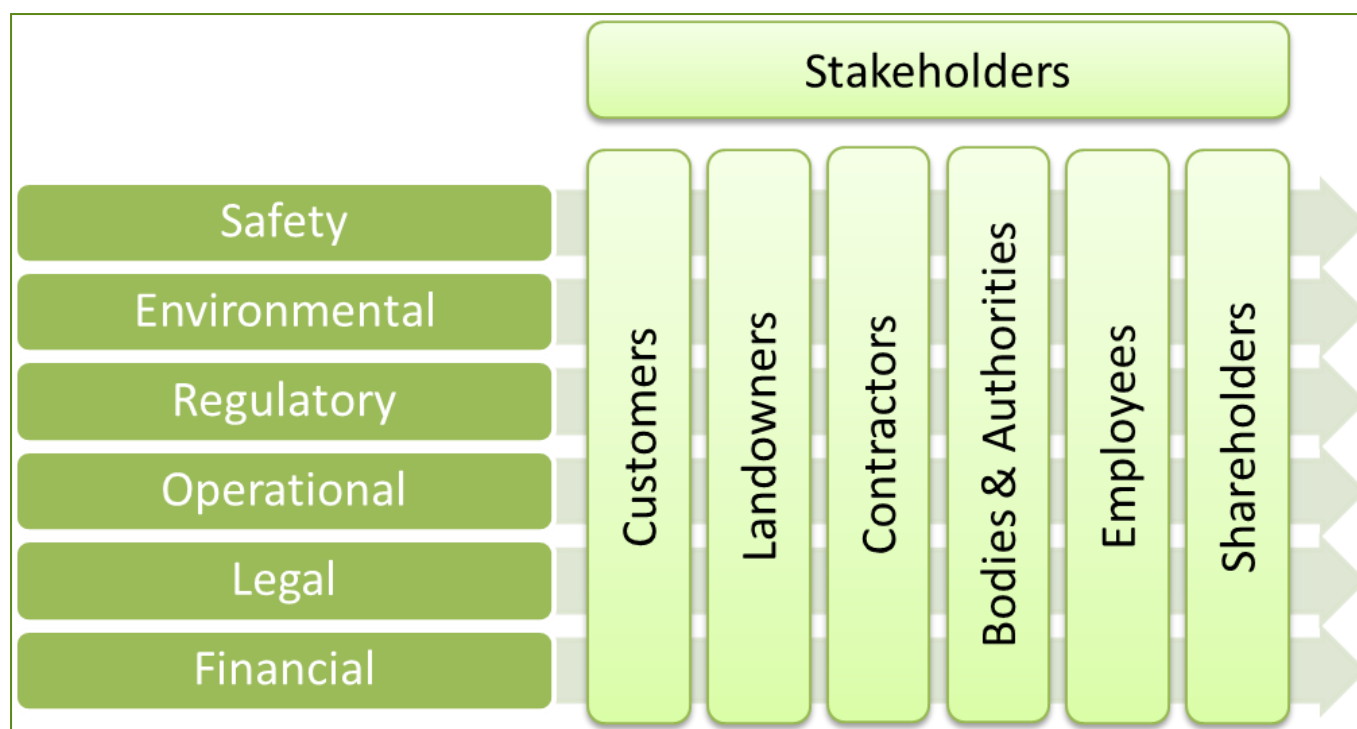 Stakeholders
Safety
Environmental
Regulatory
Operational
Legal
Financial
Customers
Landowners
Contractors
Bodies & Authorities
Employees
Shareholders